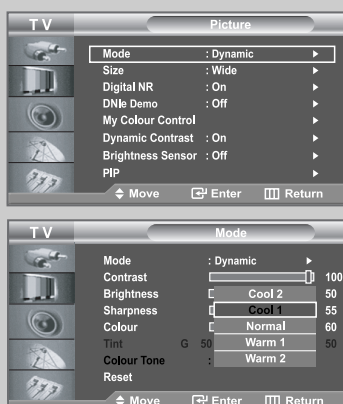 T V
Picture
Mode : Dynamic
Size : Wide
Digital NR : On
DNIe Demo : Off
My Colour Control
Dynamic Contrast : On
Brightness Sensor : Off
PIP
Move Enter Return
T V
Mode
Mode : Dynamic
Contrast 100
Brightness Cool 2 50
Sharpness Cool 1 55
Colour Normal 60
Tint G 50 Warm 1 50
Colour Tone : Warm 2
Reset
Move Enter Return